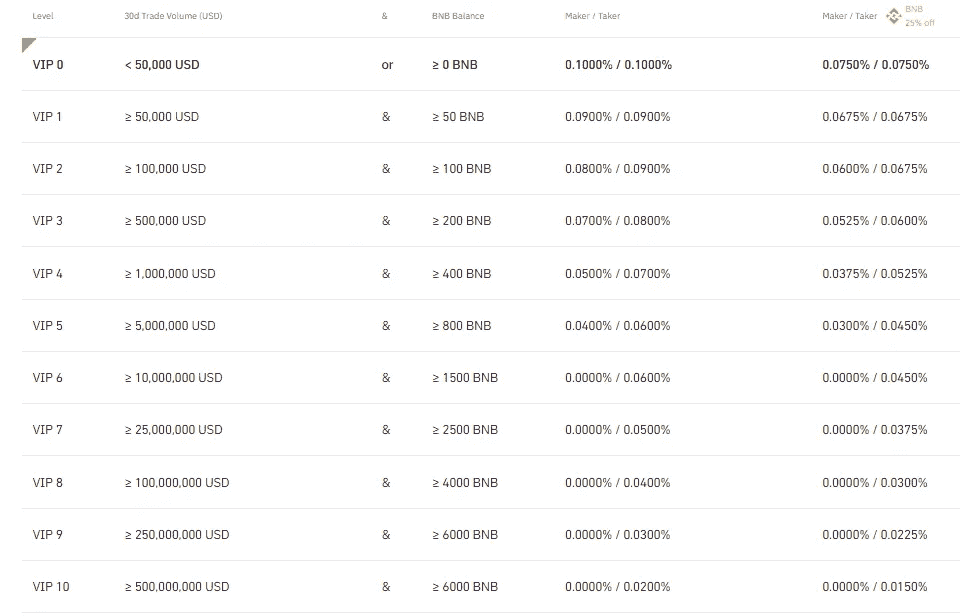 Level 30d Trade Volume (USD) & BNB Balance Maker / Taker Maker / Taker BNB
25% off
VIP 0 < 50,000 USD or ≥ 0 BNB 0.1000% / 0.1000% 0.0750% / 0.0750%
VIP 1 ≥ 50,000 USD & ≥ 50 BNB 0.0900% / 0.0900% 0.0675% / 0.0675%
VIP 2 ≥ 100,000 USD & ≥ 100 BNB 0.0800% / 0.0900% 0.0600% / 0.0675%
VIP 3 ≥ 500,000 USD & ≥ 200 BNB 0.0700% / 0.0800% 0.0525% / 0.0600%
VIP 4 ≥ 1,000,000 USD & ≥ 400 BNB 0.0500% / 0.0700% 0.0375% / 0.0525%
VIP 5 ≥ 5,000,000 USD & ≥ 800 BNB 0.0400% / 0.0600% 0.0300% / 0.0450%
VIP 6 ≥ 10,000,000 USD & ≥ 1500 BNB 0.0000% / 0.0600% 0.0000% / 0.0450%
VIP 7 ≥ 25,000,000 USD & ≥ 2500 BNB 0.0000% / 0.0500% 0.0000% / 0.0375%
VIP 8 ≥ 100,000,000 USD & ≥ 4000 BNB 0.0000% / 0.0400% 0.0000% / 0.0300%
VIP 9 ≥ 250,000,000 USD & ≥ 6000 BNB 0.0000% / 0.0300% 0.0000% / 0.0225%
VIP 10 ≥ 500,000,000 USD & ≥ 6000 BNB 0.0000% / 0.0200% 0.0000% / 0.0150%